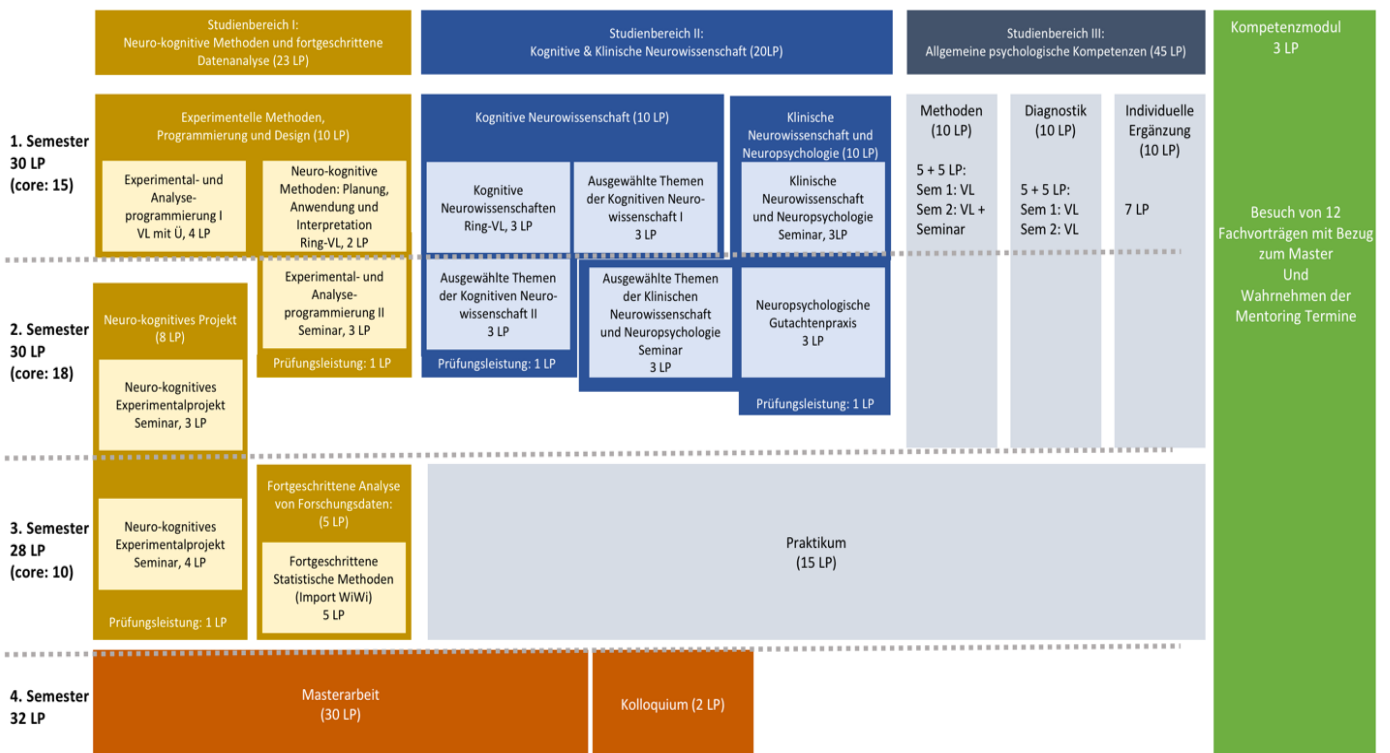 Studienbereich I:
Neuro-kognitive Methoden und fortgeschrittene
Datenanalyse (23 LP)
Studienbereich II:
Kognitive & Klinische Neurowissenschaft (20LP)
Studienbereich III:
Allgemeine psychologische Kompetenzen (45 LP)
Kompetenzmodul
3 LP
1. Semester
30 LP
(core: 15)
Experimentelle Methoden,
Programmierung und Design (10 LP)
Experimental- und
Analyse-
programmierung I
VL mit Ü, 4 LP
Neuro-kognitive
Methoden: Planung,
Anwendung und
Interpretation
Ring-VL, 2 LP
Kognitive Neurowissenschaft (10 LP)
Kognitive
Neurowissenschaften
Ring-VL, 3 LP
Ausgewählte Themen
der Kognitiven Neuro-
wissenschaft I
3 LP
Klinische
Neurowissenschaft und
Neuropsychologie (10 LP)
Klinische
Neurowissenschaft
und Neuropsychologie
Seminar, 3LP
Methoden
(10 LP)
5 + 5 LP:
Sem 1: VL
Sem 2: VL +
Seminar
Diagnostik
(10 LP)
5 + 5 LP:
Sem 1: VL
Sem 2: VL
Individuelle
Ergänzung
(10 LP)
7 LP
Besuch von 12
Fachvorträgen mit Bezug
zum Master
Und
Wahrnehmen der
Mentoring Termine
2. Semester
30 LP
(core: 18)
Neuro-kognitives Projekt
(8 LP)
Neuro-kognitives
Experimentalprojekt
Seminar, 3 LP
Experimental- und
Analyse-
programmierung II
Seminar, 3 LP
Prüfungsleistung: 1 LP
Ausgewählte Themen
der Kognitiven Neuro-
wissenschaft II
3 LP
Prüfungsleistung: 1 LP
Ausgewählte Themen
der Klinischen
Neurowissenschaft
und Neuropsychologie
Seminar
3 LP
Neuropsychologische
Gutachtenpraxis
3 LP
Prüfungsleistung: 1 LP
3. Semester
28 LP
(core: 10)
Neuro-kognitives
Experimentalprojekt
Seminar, 4 LP
Prüfungsleistung: 1 LP
Fortgeschrittene Analyse
von Forschungsdaten:
(5 LP)
Fortgeschrittene
Statistische Methoden
(Import WiWi)
5 LP
Praktikum
(15 LP)
4. Semester
32 LP
Masterarbeit
(30 LP)
Kolloquium (2 LP)